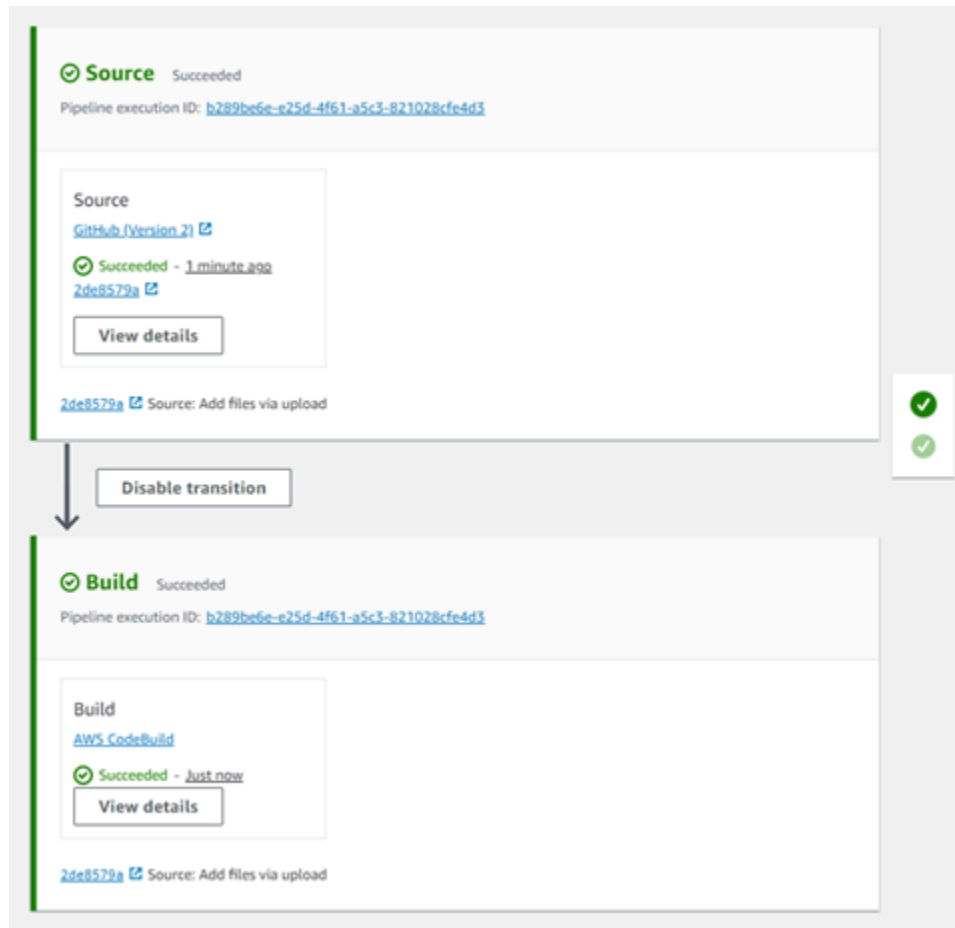 Source Succeeded
Pipeline execution ID: b289be6e-e25d-4f61-a5c3-821028cfe4d3
Source
GitHub (Version 2)
Succeeded - 1 minute ago
2de8579a
View details
2de8579a Source: Add files via upload
Disable transition
Build Succeeded
Pipeline execution ID: b289be6e-e25d-4f61-a5c3-821028cfe4d3
Build
AWS CodeBuild
Succeeded - Just now
View details
2de8579a Source: Add files via upload